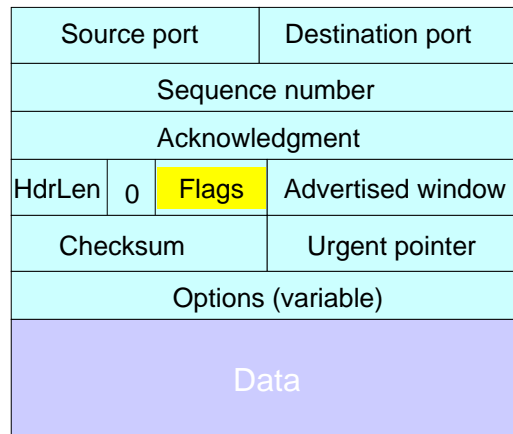 Source port Destination port
Sequence number
Acknowledgment
HdrLen 0 Flags Advertised window
Checksum Urgent pointer
Options (variable)
Data